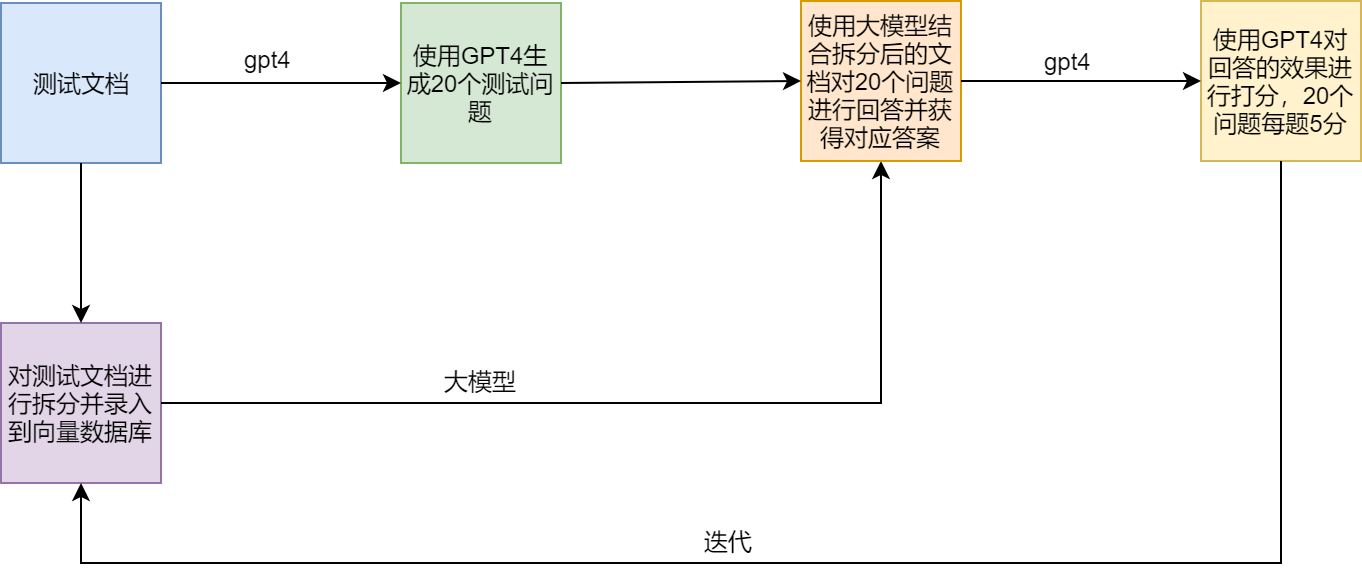 测试文档
gpt4
使用GPT4生
成20个测试问
题
使用大模型结
合拆分后的文
档对20个问题
进行回答并获
得对应答案
gpt4
使用GPT4对
回答的效果进
行打分，20个
问题每题5分
对测试文档进
行拆分并录入
到向量数据库
大模型
迭代